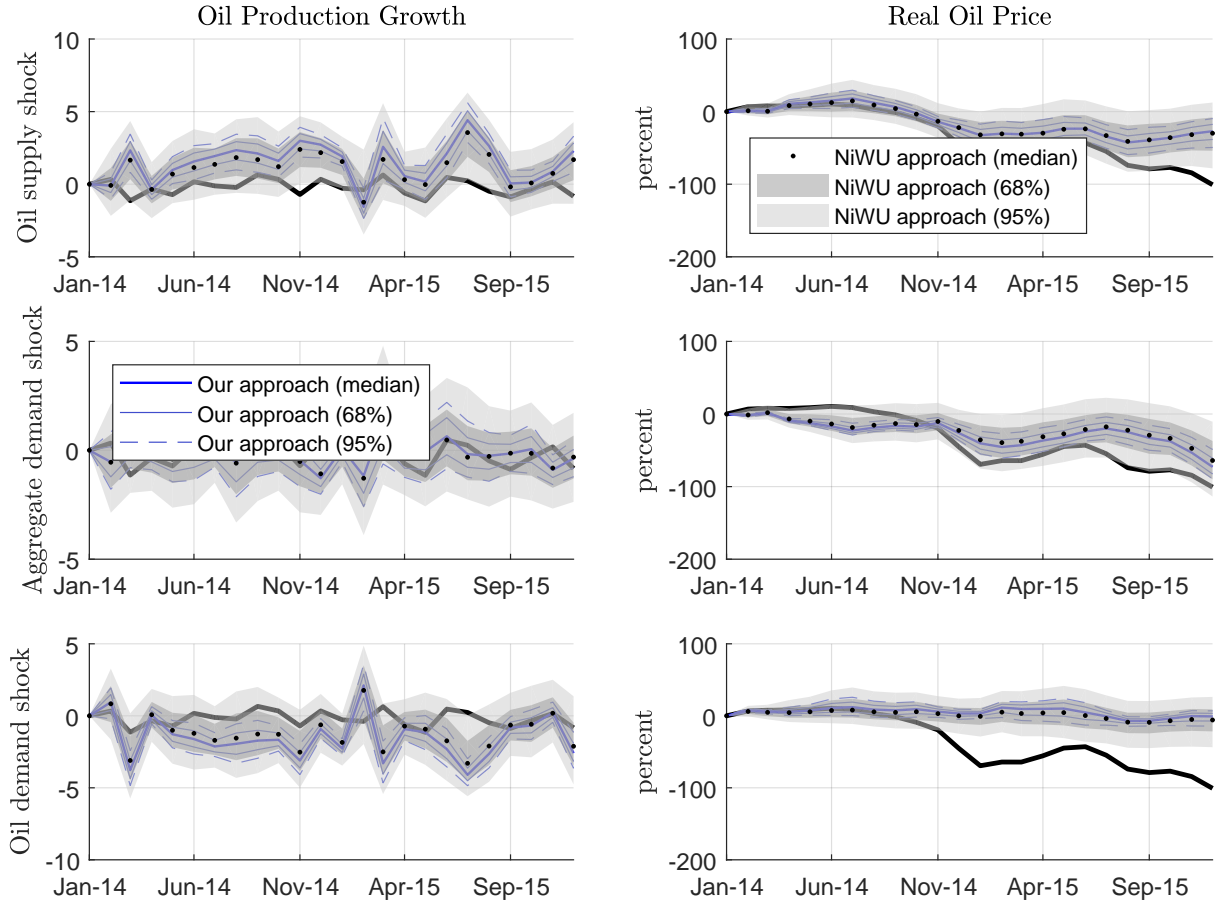 Oil Production Growth
Real Oil Price
Oil supply shock
10
5
0
-5
Jan-14 Jun-14 Nov-14 Apr-15 Sep-15
percent
100
0
-100
-200
NiWU approach (median)
NiWU approach (68%)
NiWU approach (95%)
Jan-14 Jun-14 Nov-14 Apr-15 Sep-15
Aggregate demand shock
5
0
-5
Our approach (median)
Our approach (68%)
Our approach (95%)
Jan-14 Jun-14 Nov-14 Apr-15 Sep-15
percent
100
0
-100
-200
Jan-14 Jun-14 Nov-14 Apr-15 Sep-15
Oil demand shock
5
0
-5
-10
Jan-14 Jun-14 Nov-14 Apr-15 Sep-15
percent
100
0
-100
-200
Jan-14 Jun-14 Nov-14 Apr-15 Sep-15